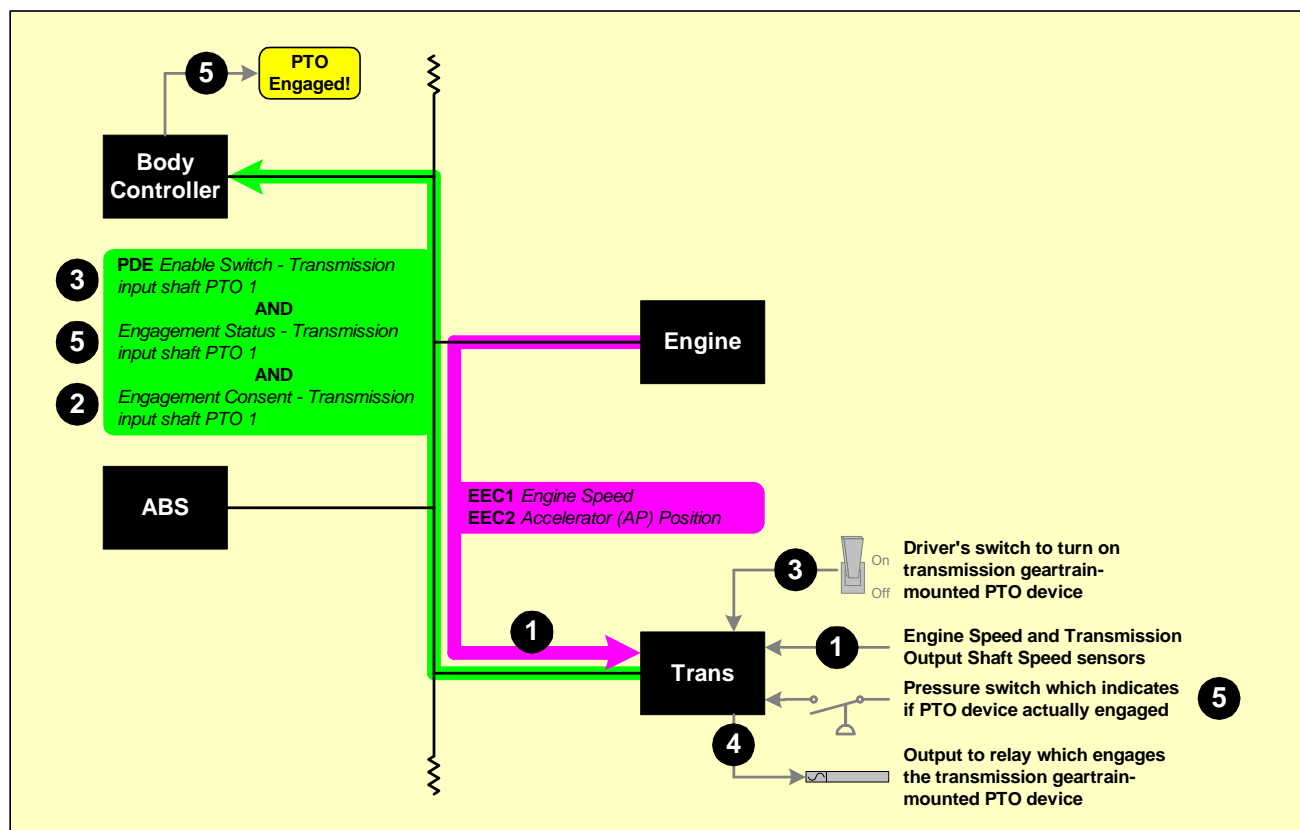 5
PTO
Engaged!
Body
Controller
3
PDE Enable Switch - Transmission
input shaft PTO 1
AND
5
Engagement Status - Transmission
input shaft PTO 1
AND
2
Engagement Consent - Transmission
input shaft PTO 1
Engine
ABS
EEC1 Engine Speed
EEC2 Accelerator (AP) Position
1
Trans
3
On
Off
Driver's switch to turn on
transmission geartrain-
mounted PTO device
1
Engine Speed and Transmission
Output Shaft Speed sensors
Pressure switch which indicates
if PTO device actually engaged
5
4
Output to relay which engages
the transmission geartrain-
mounted PTO device